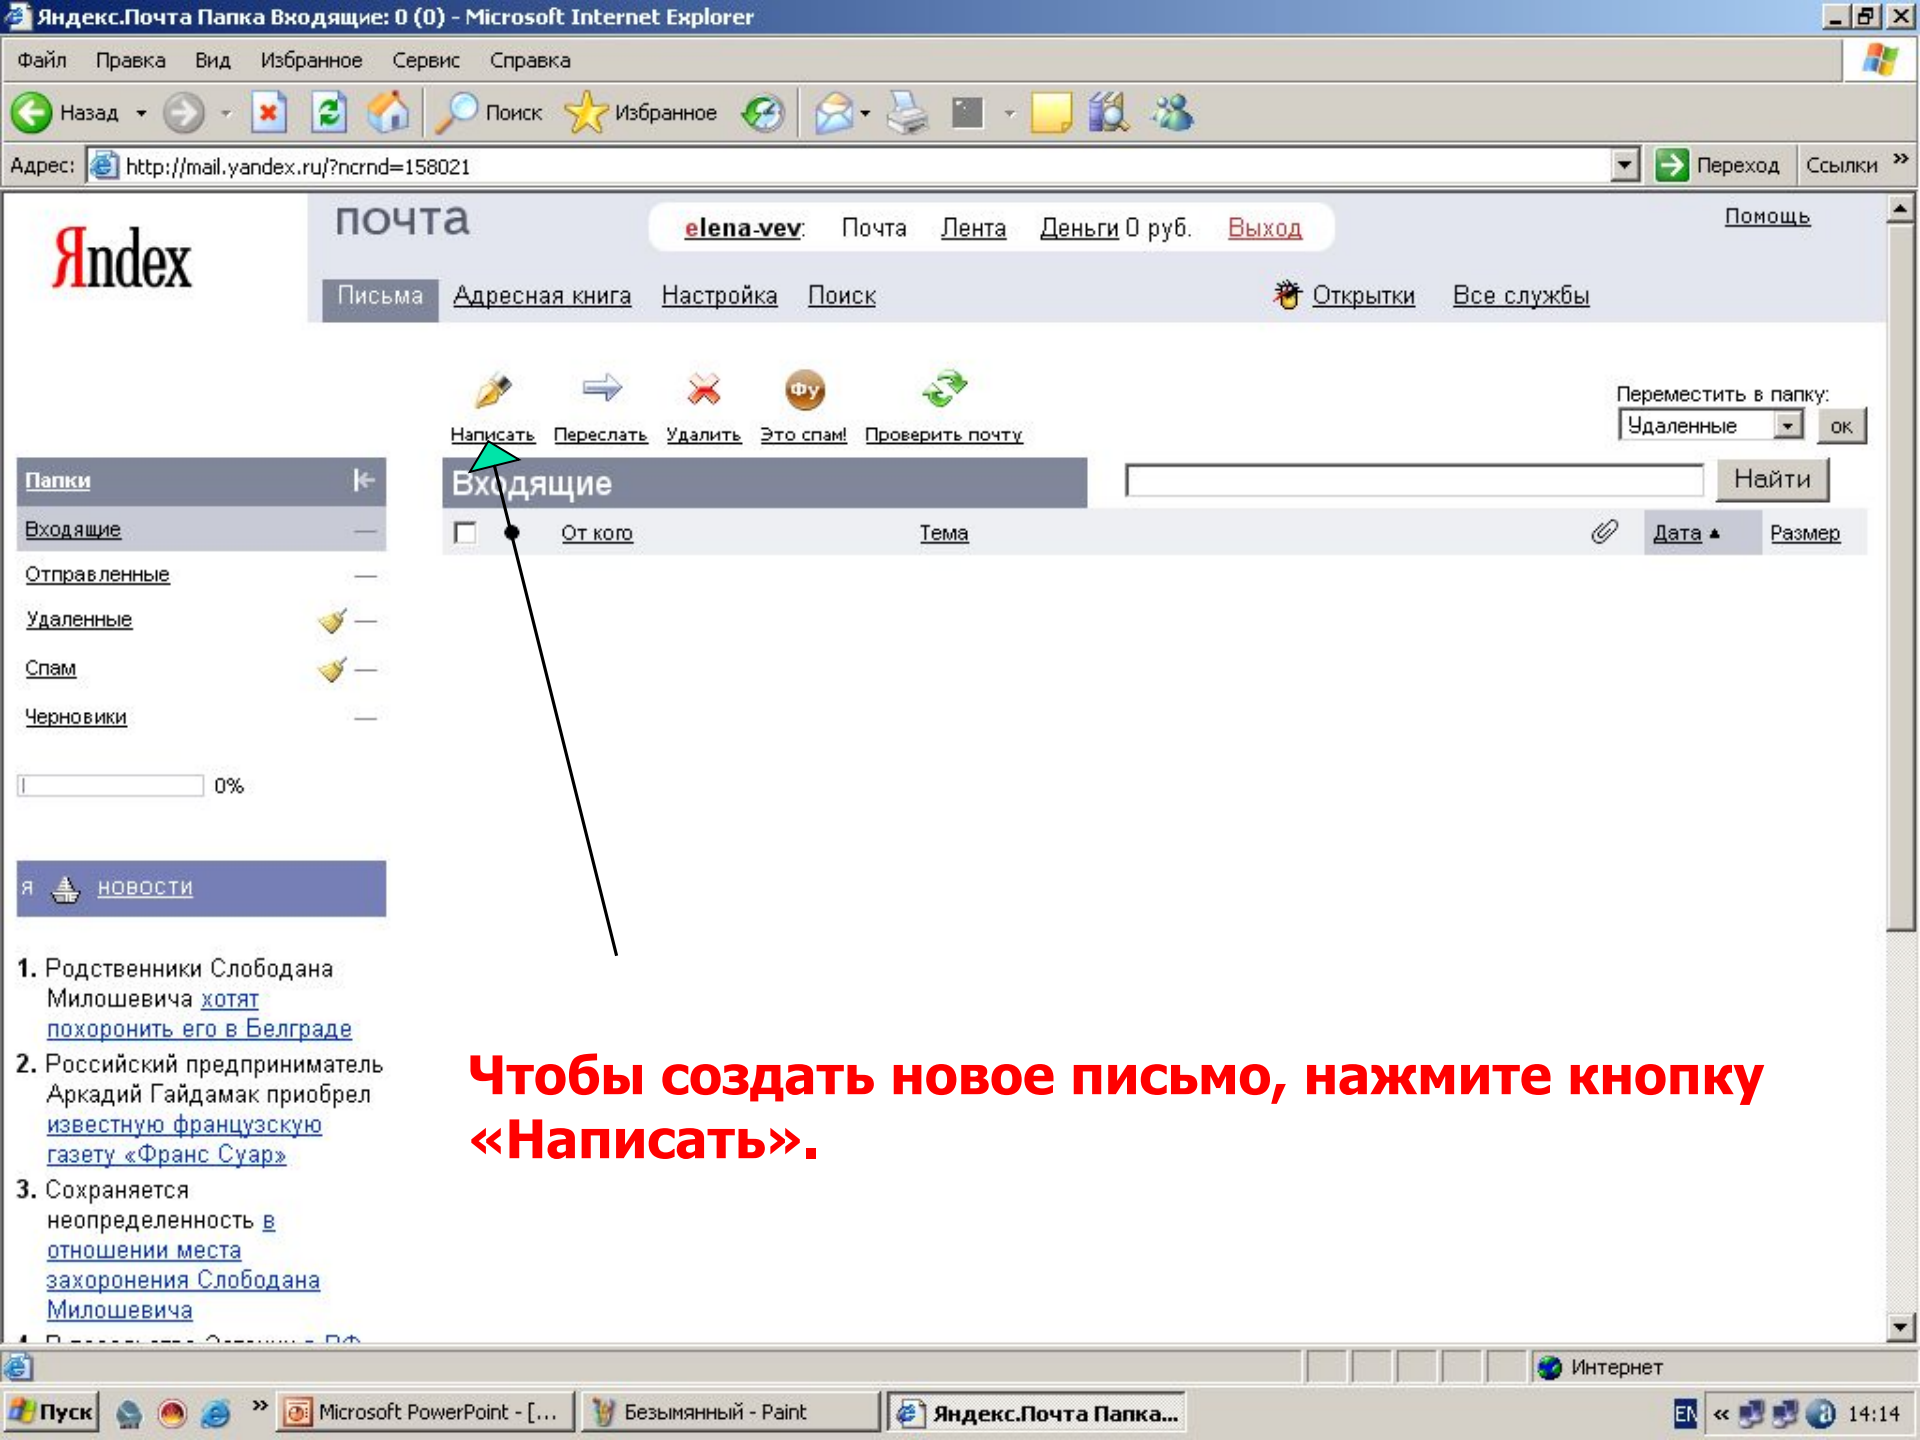 Яндекс.Почта Папка Входящие: 0 (0) - Microsoft Internet Explorer
Файл Правка Вид Избранное Сервис Справка
Назад Поиск Избранное
Адрес: http://mail.yandex.ru/?ncrnd=158021 Переход Ссылки »
Яndex
почта
elena-vev: Почта Лента Деньги 0 руб. Выход
Помощь
Письма Адресная книга Настройка Поиск Открытки Все службы
Фу
Написать Переслать Удалить Это спам! Проверить почту
Переместить в папку:
Удаленные ок
Папки
Входящие
Найти
Входящие —
От кого Тема Дата Размер
Отправленные —
Удаленные —
Спам —
Черновики —
0%
я новости
1. Родственники Слободана
Милошевича хотят
похоронить его в Белграде
2. Российский предприниматель
Аркадий Гайдамак приобрел
известную французскую
газету «Франс Суар»
3. Сохраняется
неопределенность в
отношении места
захоронения Слободана
Милошевича
Чтобы создать новое письмо, нажмите кнопку
«Написать».
Интернет
Пуск » Microsoft PowerPoint - [... Безымянный - Paint Яндекс.Почта Папка... EN « 14:14